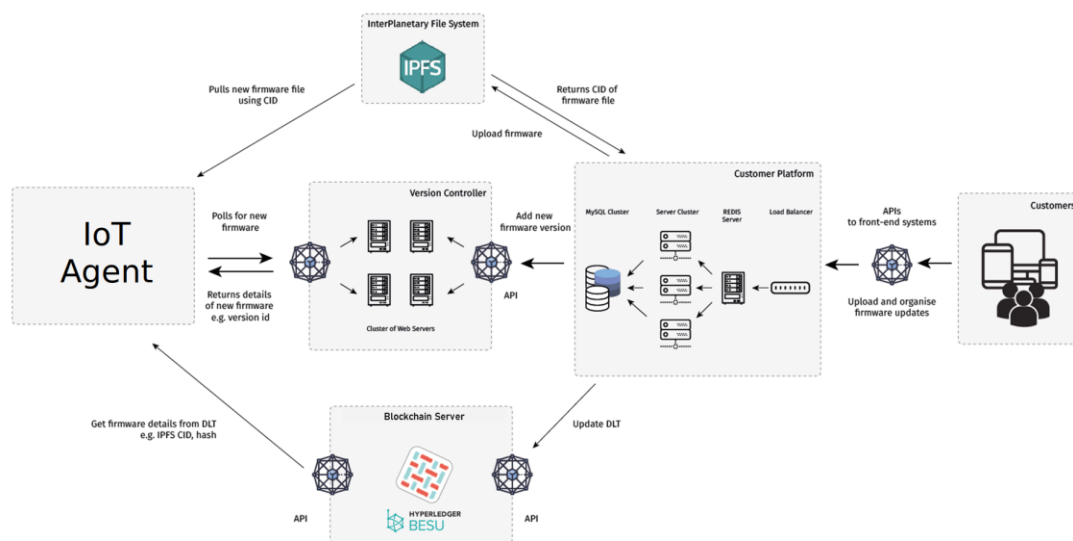 InterPlanetary File System
IPFS
Pulls new firmware file
using CID
Returns CID of
firmware file
Upload firmware
Customer Platform
MySQL Cluster
Server Cluster
REDIS
Server
Load Balancer
Version Controller
Cluster of Web Servers
Add new
firmware version
API
IoT
Agent
Polls for new
firmware
Returns details
of new firmware
e.g. version id
APIs
to front-end systems
Upload and organise
firmware updates
Customers
Get firmware details from DLT
e.g. IPFS CID, hash
Update DLT
Blockchain Server
HYPERLEDGER
BESU
API
API